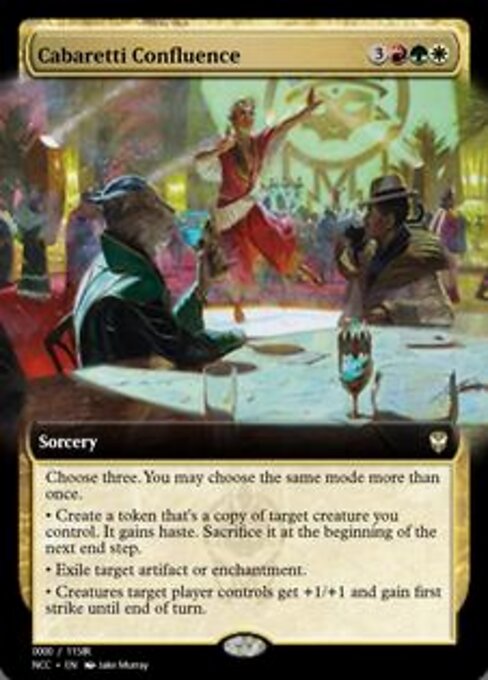 Cabaretti Confluence 3
Sorcery
Choose three. You may choose the same mode more than
once.
• Create a token that's a copy of target creature you
control. It gains haste. Sacrifice it at the beginning of the
next end step.
• Exile target artifact or enchantment.
• Creatures target player controls get +1/+1 and gain first
strike until end of turn.
NCC • EN Jake Murray